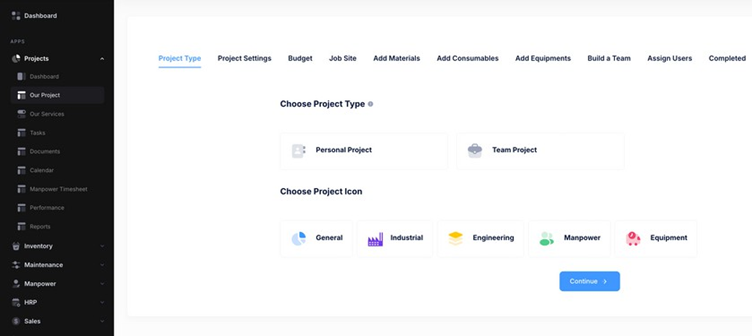 Dashboard
APPS
Projects
Dashboard
Our Project
Our Services
Tasks
Documents
Calendar
Manpower Timesheet
Performance
Reports
Inventory
Maintenance
Manpower
HRP
Sales
Project Type Project Settings Budget Job Site Add Materials Add Consumables Add Equipments Build a Team Assign Users Completed
Choose Project Type
Personal Project Team Project
Choose Project Icon
General Industrial Engineering Manpower Equipment
Continue